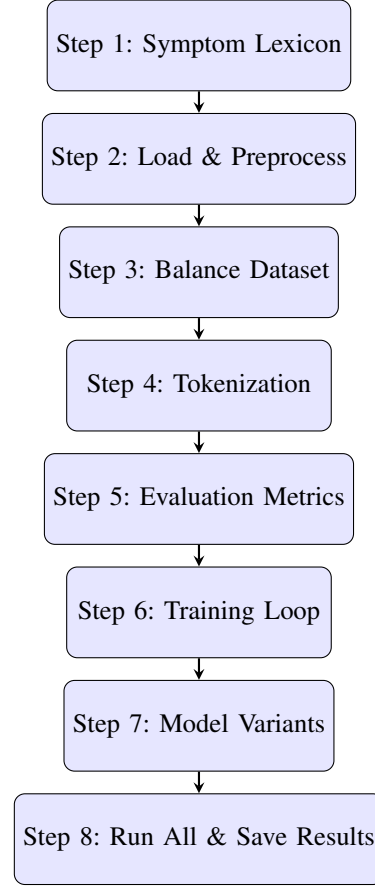 Step 1: Symptom Lexicon
Step 2: Load & Preprocess
Step 3: Balance Dataset
Step 4: Tokenization
Step 5: Evaluation Metrics
Step 6: Training Loop
Step 7: Model Variants
Step 8: Run All & Save Results